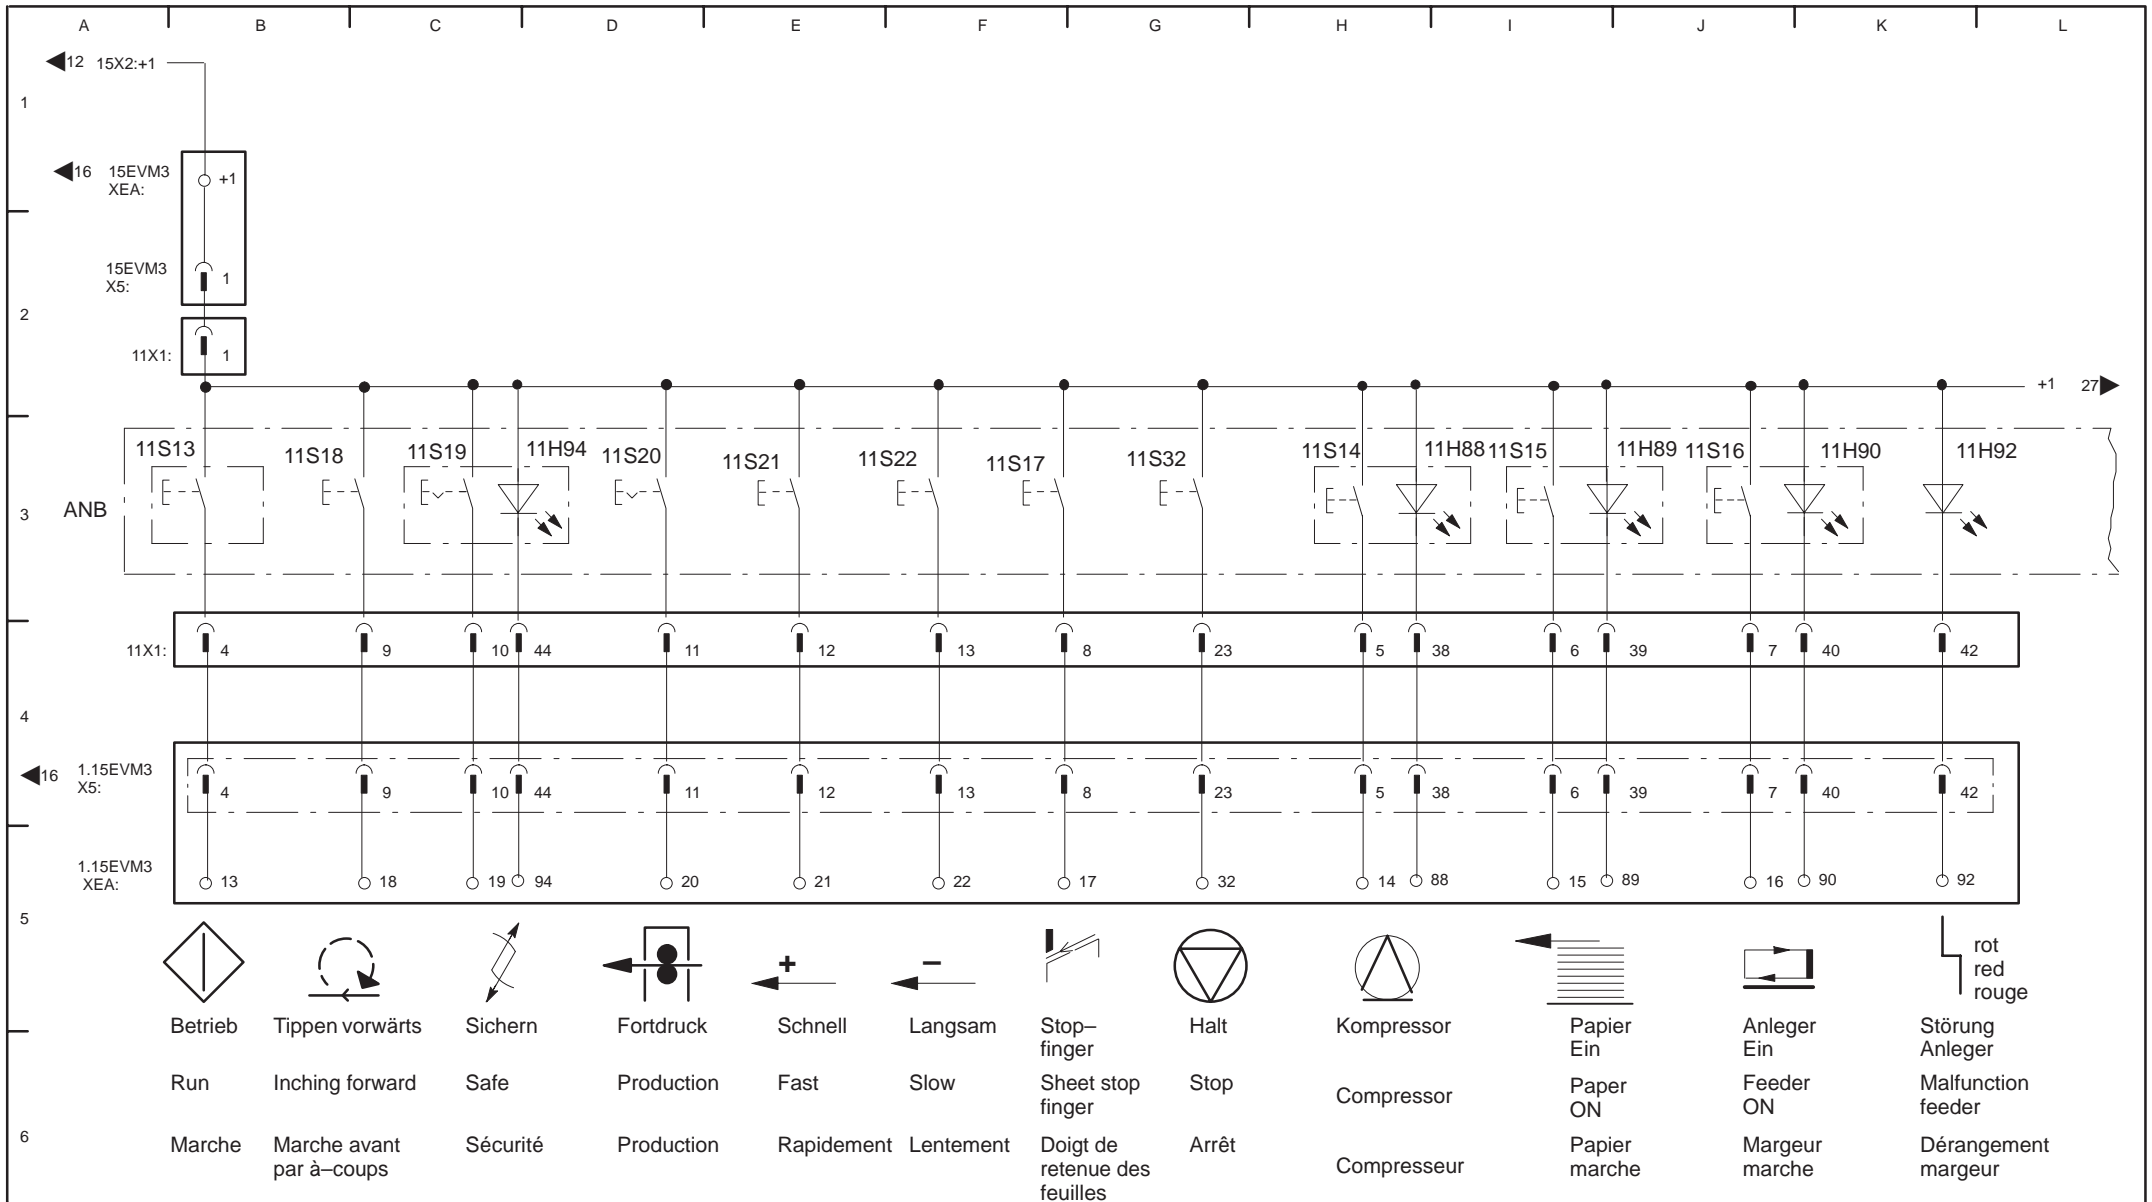 A B C D E F G H I J K L
12 15X2:+1
1
16 15EVM3
XEA:
+1
15EVM3
X5:
1
2
11X1:
1
+1 27
11S13 11S18 11S19 11H94 11S20 11S21 11S22 11S17 11S32 11S14 11H88 11S15 11H89 11S16 11H90 11H92
3
ANB
11X1: 4 9 10 44 11 12 13 8 23 5 38 6 39 7 40 42
4
16 1.15EVM3
X5:
4 9 10 44 11 12 13 8 23 5 38 6 39 7 40 42
1.15EVM3
XEA:
13 18 19 94 20 21 22 17 32 14 88 15 89 16 90 92
5
+ −
rot
red
rouge
Betrieb
Run
Marche
Tippen vorwärts
Inching forward
Marche avant
par à–coups
Sichern
Safe
Sécurité
Fortdruck
Production
Production
Schnell
Fast
Rapidement
Langsam
Slow
Lentement
Stop–
finger
Sheet stop
finger
Doigt de
retenue des
feuilles
Halt
Stop
Arrêt
Kompressor
Compressor
Compresseur
Papier
Ein
Paper
ON
Papier
marche
Anleger
Ein
Feeder
ON
Margeur
marche
Störung
Anleger
Malfunction
feeder
Dérangement
margeur
6